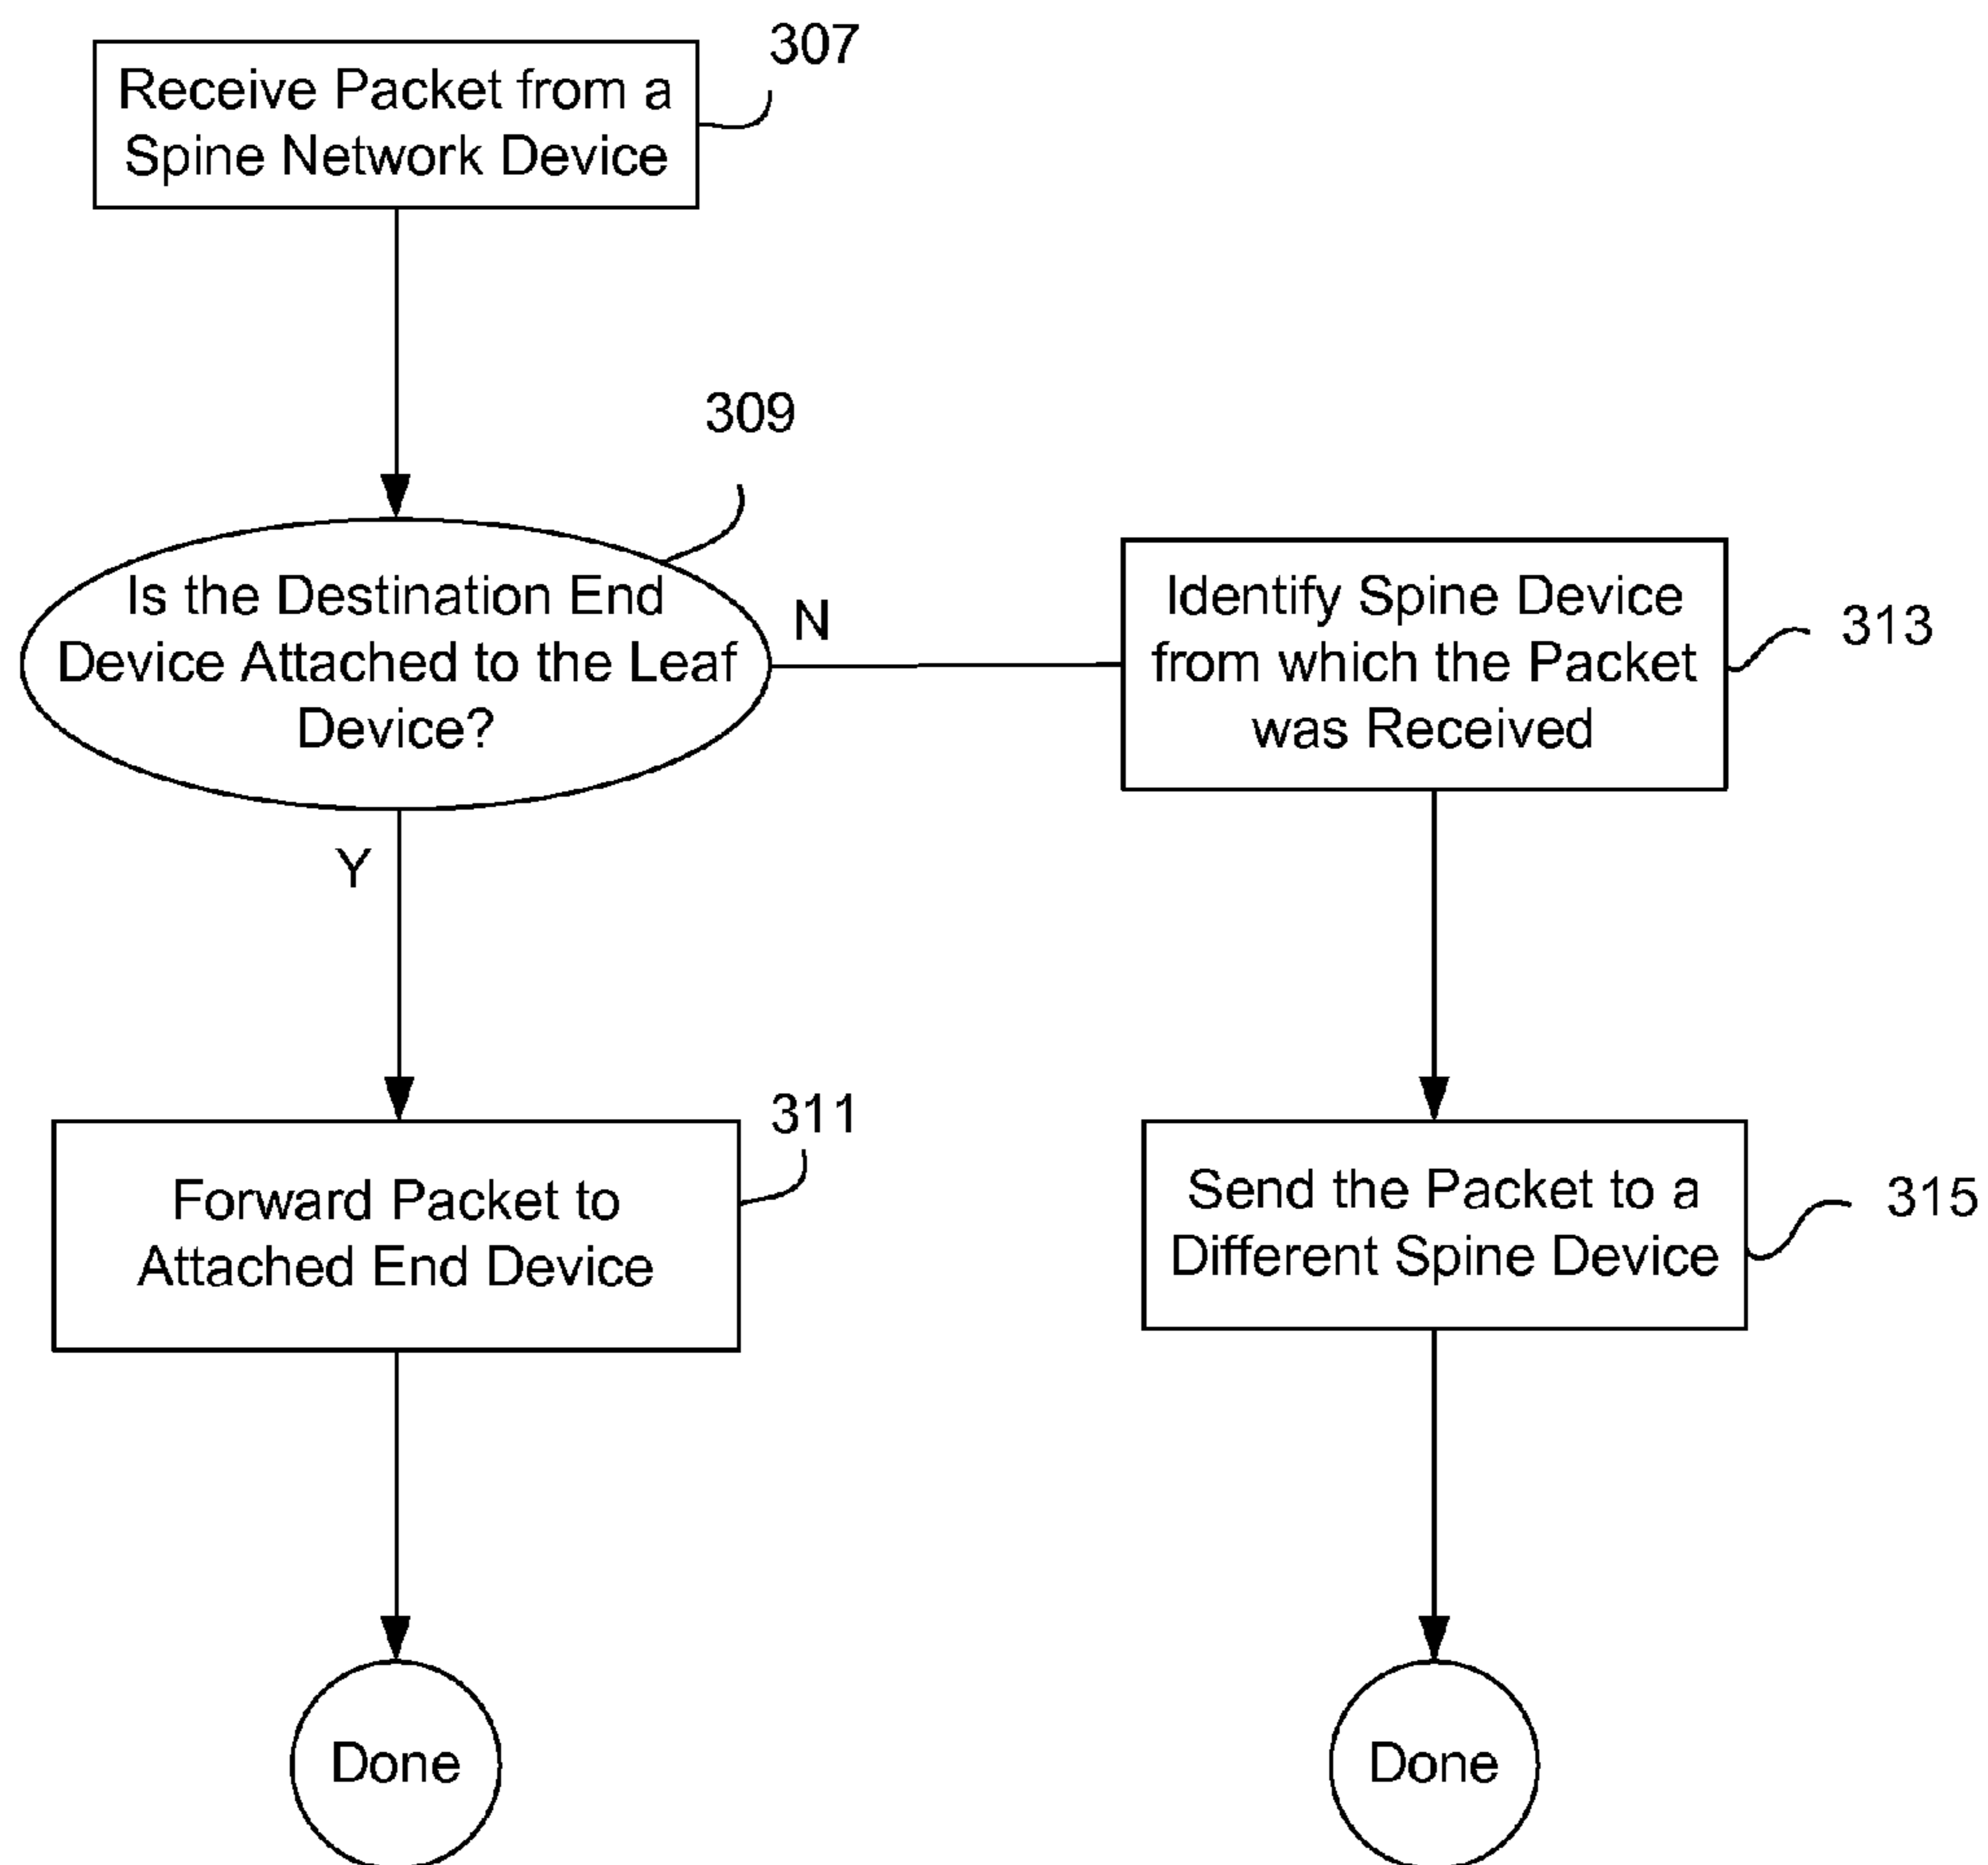 307
Receive Packet from a
Spine Network Device
309
Is the Destination End
Device Attached to the Leaf
Device?
N
Identify Spine Device
from which the Packet
was Received
313
Y
311
Forward Packet to
Attached End Device
Send the Packet to a
Different Spine Device
315
Done
Done